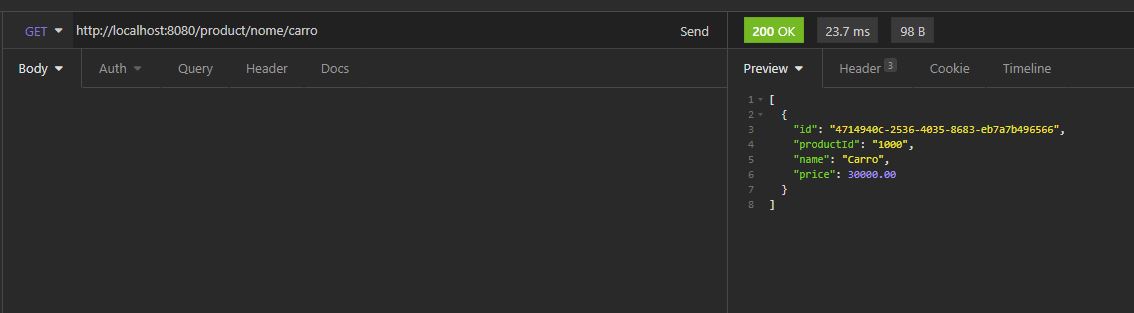 GET http://localhost:8080/product/nome/carro Send
200 OK 23.7 ms 98 B
Body Auth Query Header Docs
Preview Header 3 Cookie Timeline
1 [
2 {
3 "id": "4714940c-2536-4035-8683-eb7a7b496566",
4 "productId": "1000",
5 "name": "Carro",
6 "price": 30000.00
7 }
8 ]